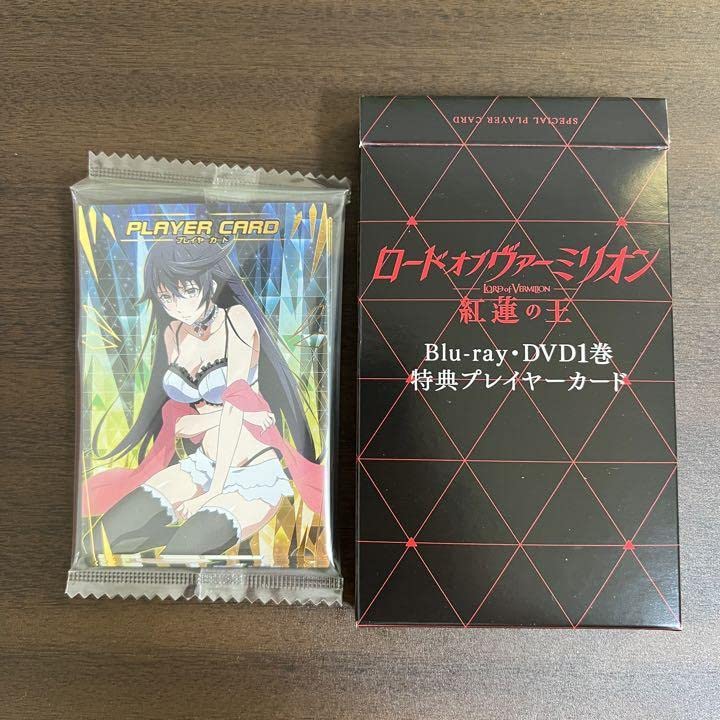 PLAYER CARD
プレイヤーカード
SPECIAL PLAYER CARD
ロード オブ ヴァーミリオン
LORD of VERMILION
紅蓮の王
Blu-ray・DVD1巻
特典プレイヤーカード